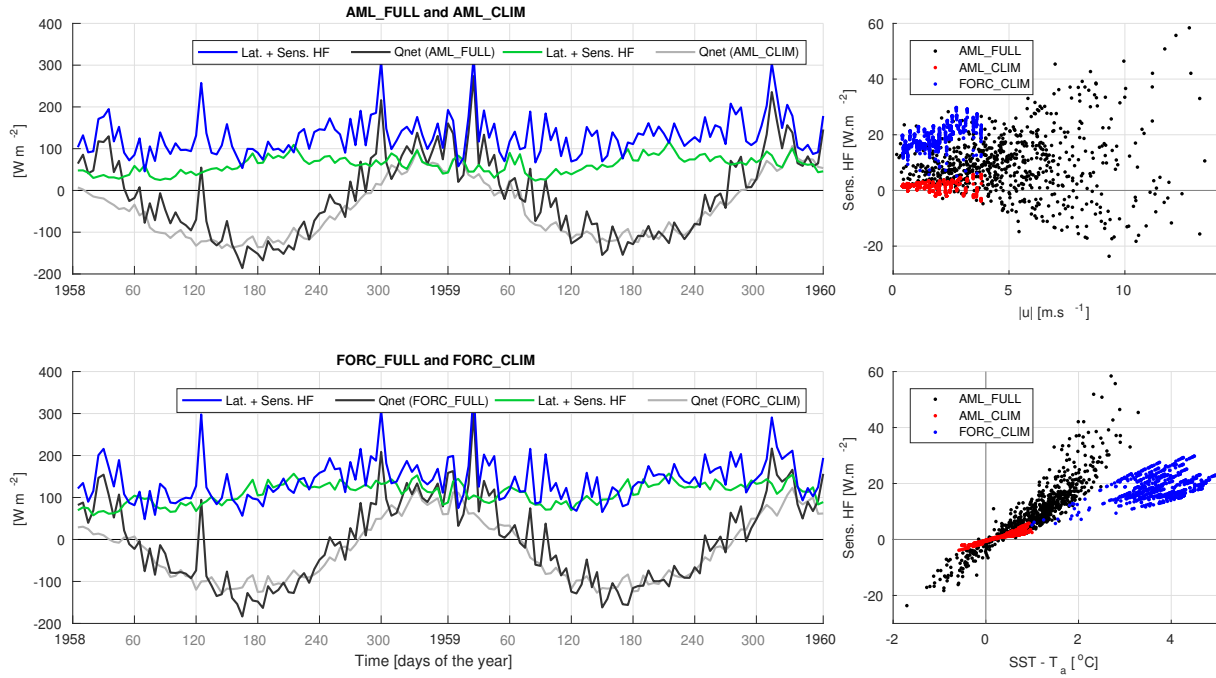 AML_FULL and AML_CLIM
400
300
200
100
0
-100
-200
[W m -2]
Lat. + Sens. HF
Qnet (AML_FULL)
Lat. + Sens. HF
Qnet (AML_CLIM)
1958
60
120
180
240
300
1959
60
120
180
240
300
1960
60
40
20
0
-20
Sens. HF [W.m -2]
AML_FULL
AML_CLIM
FORC_CLIM
0
5
10
|u| [m.s -1]
FORC_FULL and FORC_CLIM
400
300
200
100
0
-100
-200
[W m -2]
Lat. + Sens. HF
Qnet (FORC_FULL)
Lat. + Sens. HF
Qnet (FORC_CLIM)
1958
60
120
180
240
300
1959
60
120
180
240
300
1960
Time [days of the year]
60
40
20
0
-20
Sens. HF [W.m -2]
AML_FULL
AML_CLIM
FORC_CLIM
-2
0
2
4
SST - T a [ o C]